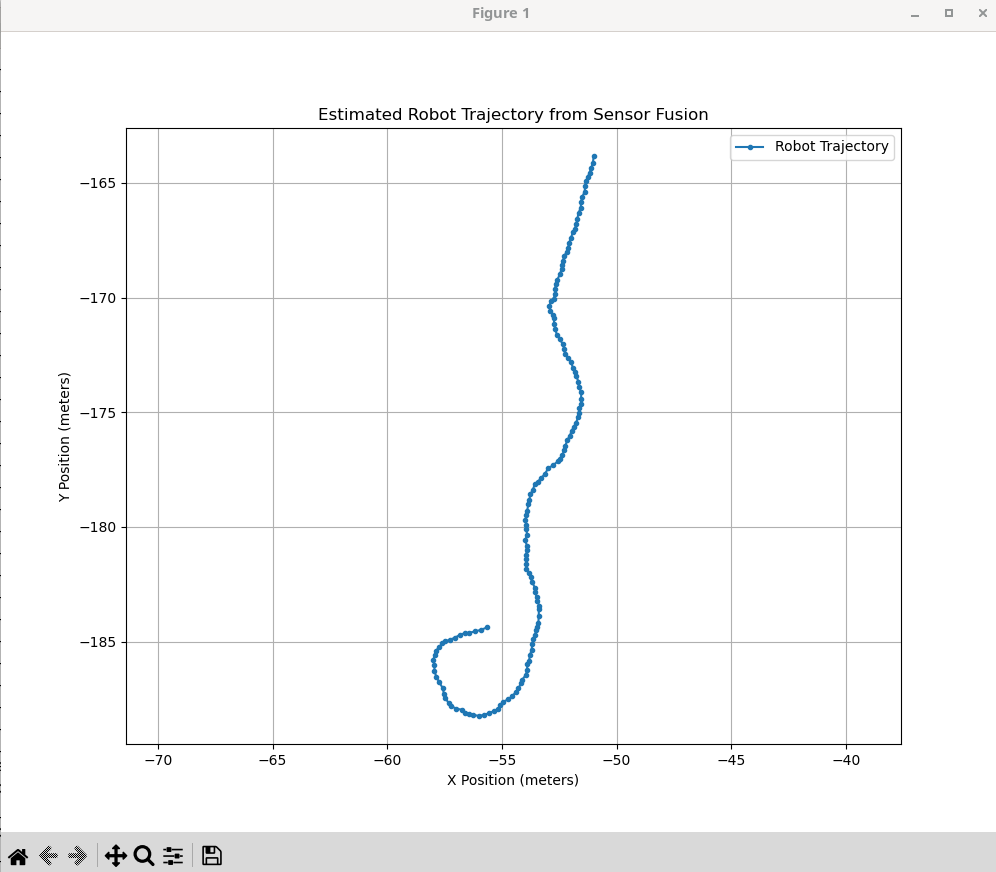 Figure 1
Estimated Robot Trajectory from Sensor Fusion
Robot Trajectory
−165
−170
−175
−180
−185
Y Position (meters)
−70
−65
−60
−55
−50
−45
−40
X Position (meters)